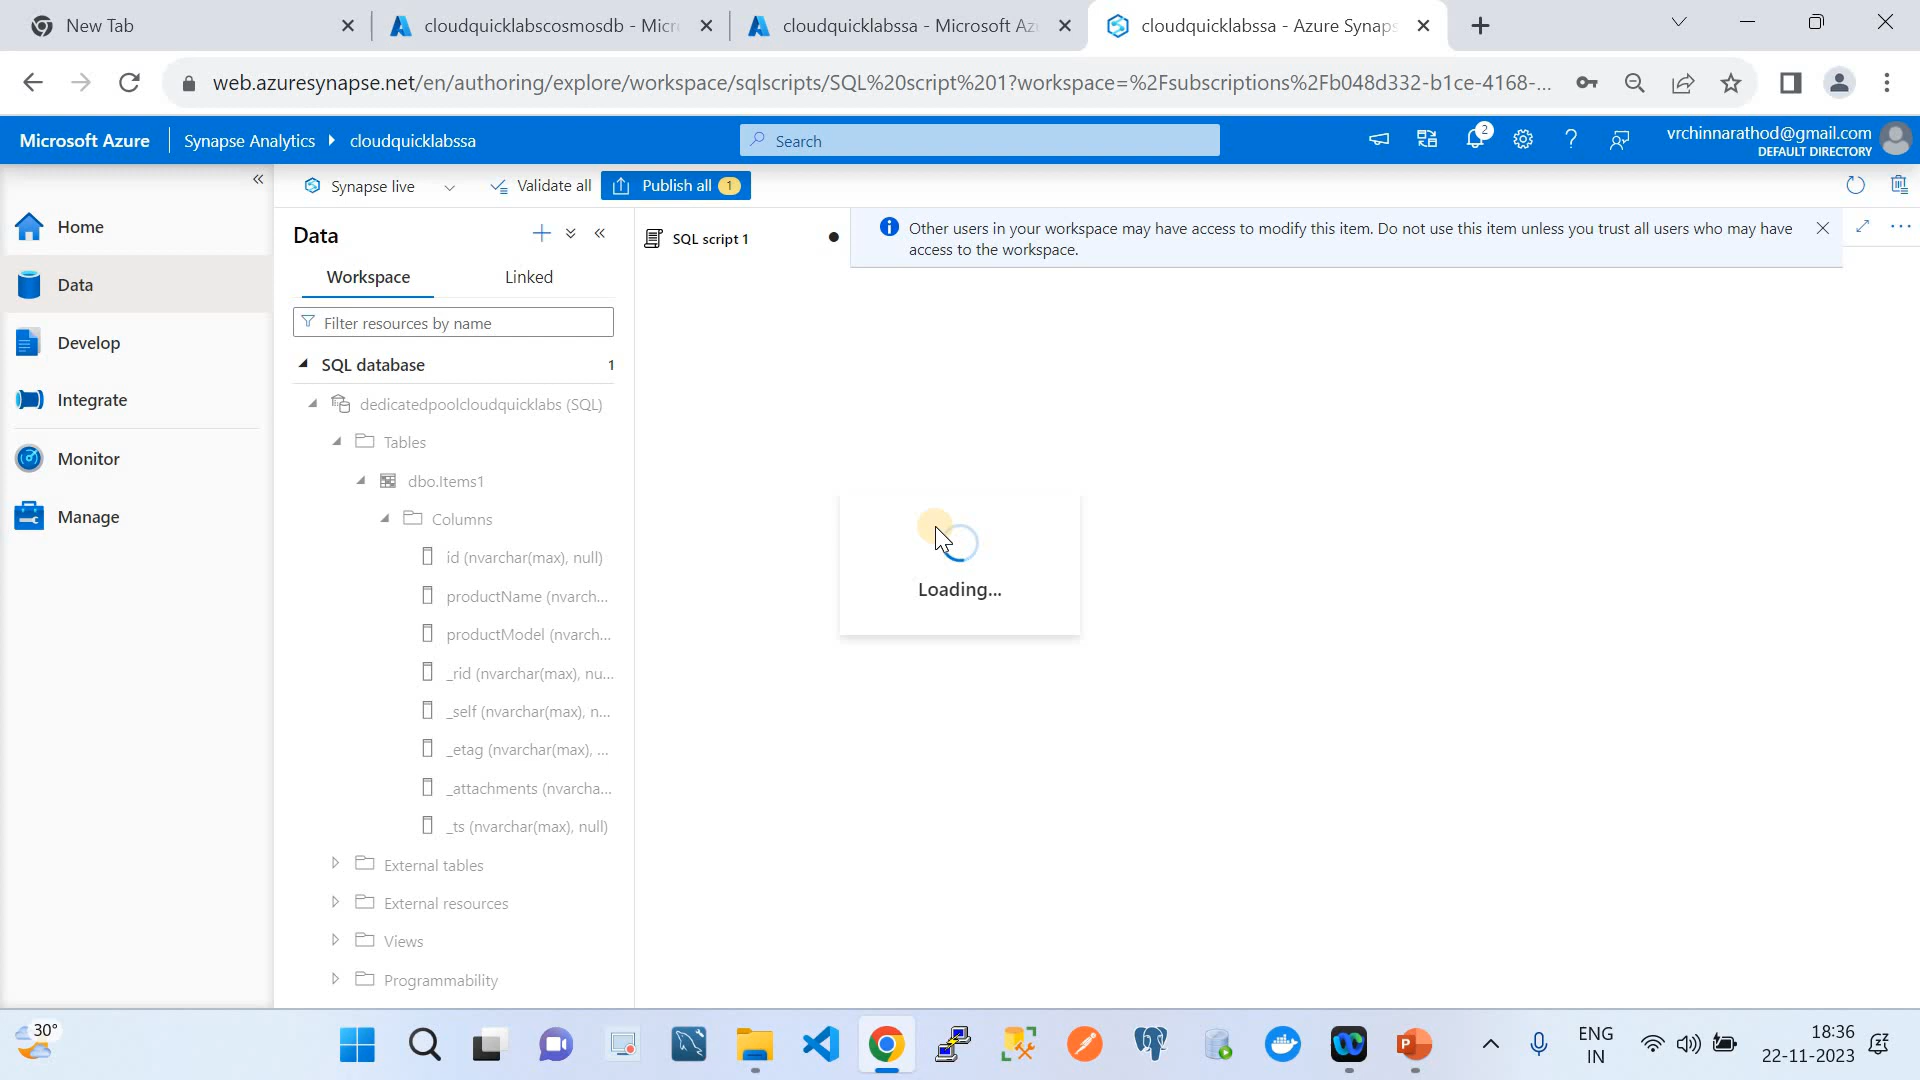 New Tab
cloudquicklabscosmosdb - Micr
cloudquicklabssa - Microsoft Az
cloudquicklabssa - Azure Synaps
web.azuresynapse.net/en/authoring/explore/workspace/sqlscripts/SQL%20script%201?workspace=%2Fsubscriptions%2Fb048d332-b1ce-4168-...
Microsoft Azure
Synapse Analytics
cloudquicklabssa
Search
2
vrchinnarathod@gmail.com
DEFAULT DIRECTORY
Synapse live
Validate all
Publish all 1
Home
Data
Develop
Integrate
Monitor
Manage
Data
Workspace
Linked
Filter resources by name
SQL database 1
dedicatedpoolcloudquicklabs (SQL)
Tables
dbo.Items1
Columns
id (nvarchar(max), null)
productName (nvarch...
productModel (nvarch...
_rid (nvarchar(max), nu...
_self (nvarchar(max), n...
_etag (nvarchar(max), ...
_attachments (nvarcha...
_ts (nvarchar(max), null)
External tables
External resources
Views
Programmability
SQL script 1
Other users in your workspace may have access to modify this item. Do not use this item unless you trust all users who may have
access to the workspace.
Loading...
30°
ENG
IN
18:36
22-11-2023